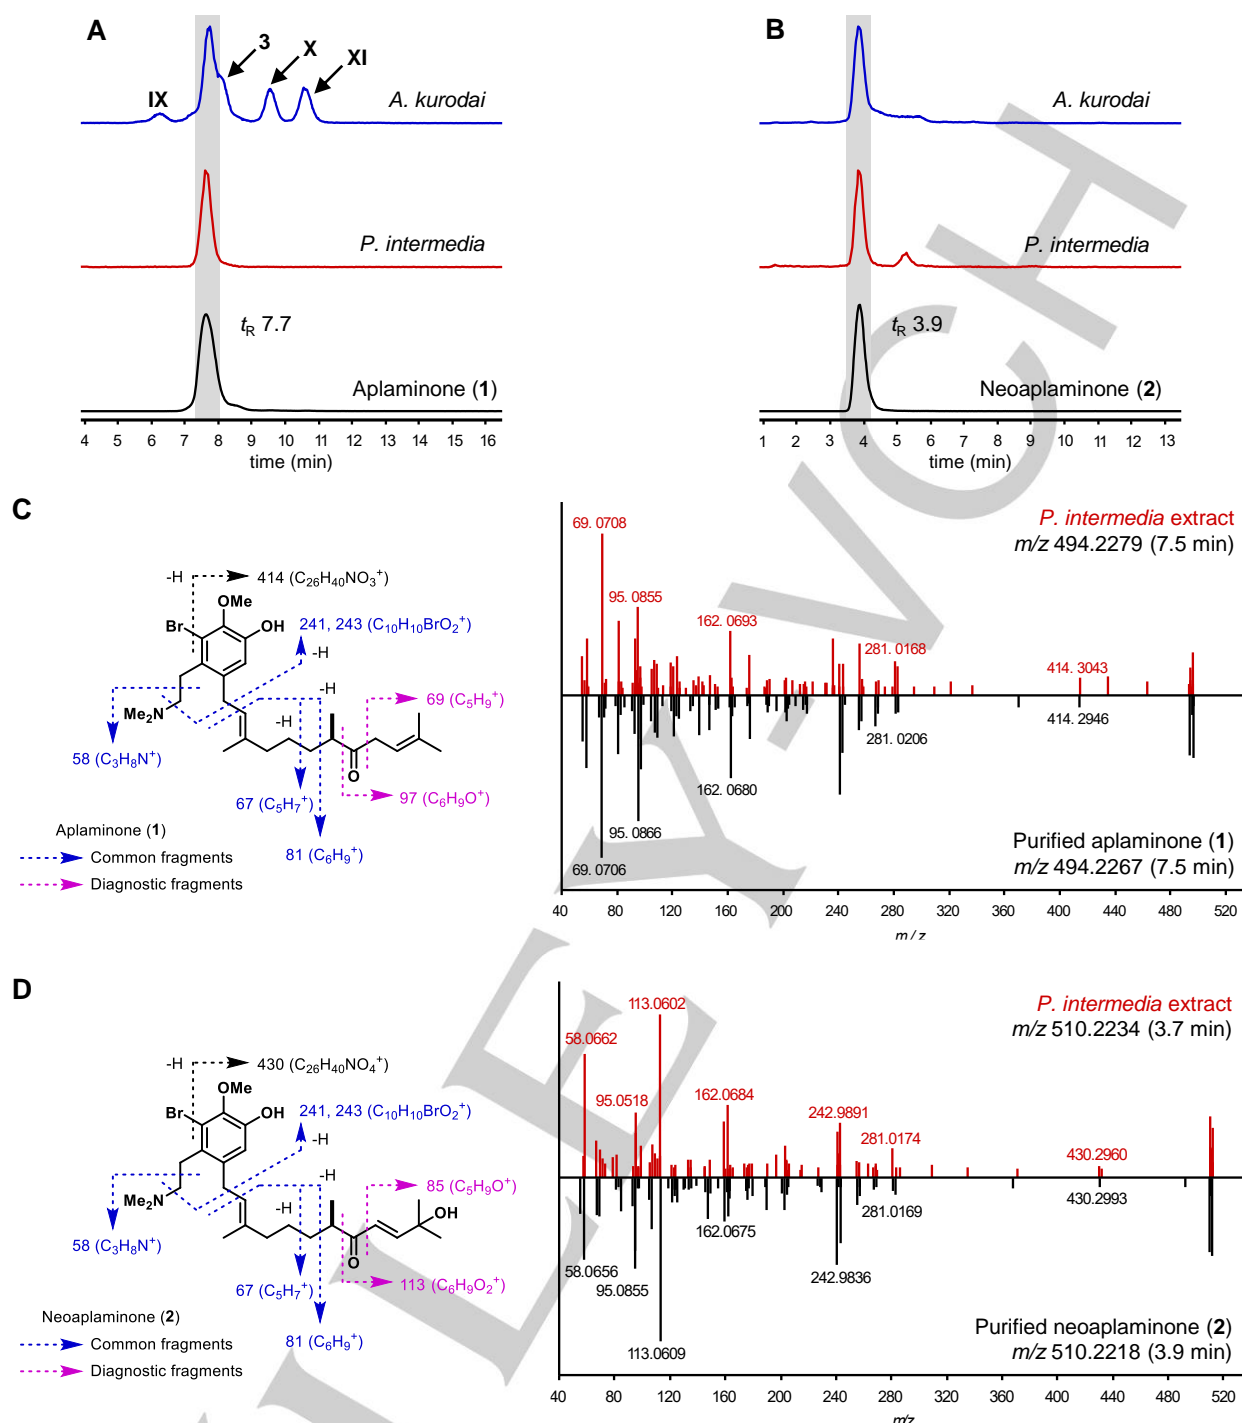 A
3
X
XI
IX
A. kurodai
P. intermedia
tR 7.7
Aplaminone (1)
4 5 6 7 8 9 10 11 12 13 14 15 16
time (min)
B
A. kurodai
P. intermedia
tR 3.9
Neoaplaminone (2)
1 2 3 4 5 6 7 8 9 10 11 12 13
time (min)
C
-H
414 (C26H40NO3+)
OMe
Br
OH
241, 243 (C10H10BrO2+)
-H
-H
69 (C5H9+)
Me2N
-H
58 (C3H8N+)
O
67 (C5H7+)
97 (C6H9O+)
Aplaminone (1)
81 (C6H9+)
Common fragments
Diagnostic fragments
69. 0708
P. intermedia extract
m/z 494.2279 (7.5 min)
95. 0855
162. 0693
281. 0168
414. 3043
414. 2946
281. 0206
162. 0680
95. 0866
69. 0706
Purified aplaminone (1)
m/z 494.2267 (7.5 min)
40 80 120 160 200 240 280 320 360 400 440 480 520
m/z
D
-H
430 (C26H40NO4+)
OMe
Br
OH
241, 243 (C10H10BrO2+)
-H
-H
85 (C5H9O+)
Me2N
-H
OH
58 (C3H8N+)
O
67 (C5H7+)
113 (C6H9O2+)
Neoaplaminone (2)
81 (C6H9+)
Common fragments
Diagnostic fragments
113.0602
P. intermedia extract
m/z 510.2234 (3.7 min)
58.0662
95.0518
162.0684
242.9891
281.0174
430.2960
430.2993
281.0169
162.0675
58.0656
95.0855
242.9836
113.0609
Purified neoaplaminone (2)
m/z 510.2218 (3.9 min)
40 80 120 160 200 240 280 320 360 400 440 480 520
m/z
WILEY-VCH